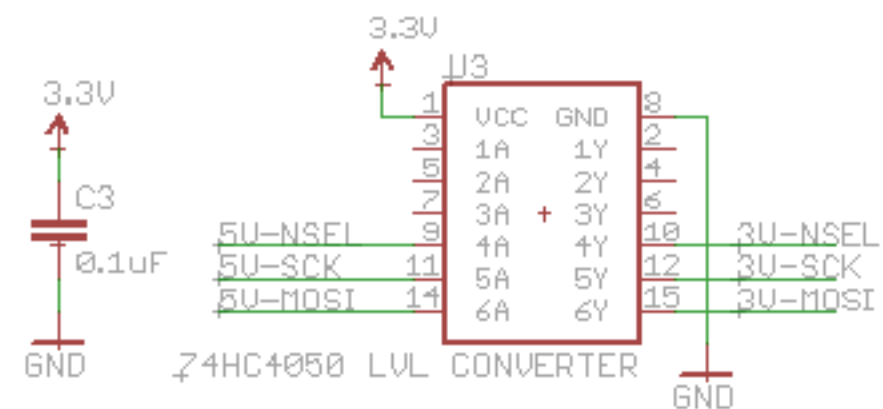 3.3V
U3
3.3V
1 VCC GND 8
3 1A 1Y 2
5 2A 2Y 4
C3 7 3A 3Y 6
5V-NSEL 9 4A 4Y 10 3V-NSEL
0.1uF 5V-SCK 11 5A 5Y 12 3V-SCK
5V-MOSI 14 6A 6Y 15 3V-MOSI
GND 74HC4050 LVL CONVERTER
GND